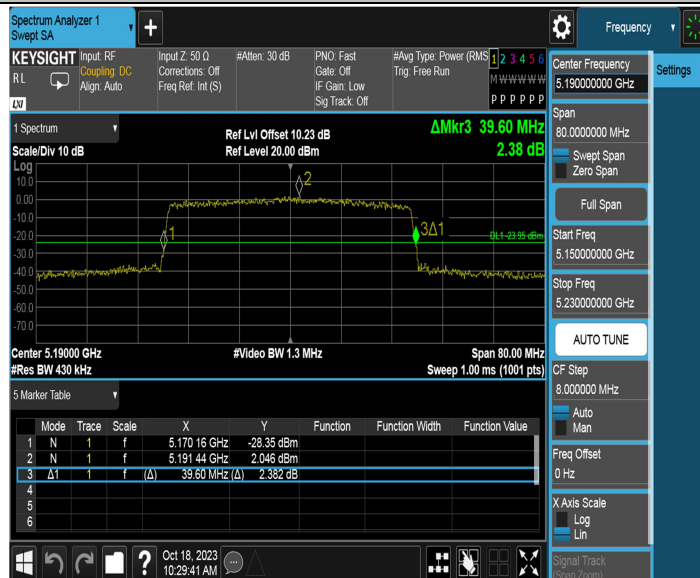 Spectrum Analyzer 1
Swept SA
+
Frequency
KEYSIGHT
RL
LXI
Input: RF
Coupling: DC
Align: Auto
Input Z: 50 Ω
Corrections: Off
Freq Ref: Int (S)
#Atten: 30 dB
PNO: Fast
Gate: Off
IF Gain: Low
Sig Track: Off
#Avg Type: Power (RMS
Trig: Free Run
1 2 3 4 5 6
M W W W W W
P P P P P P
1 Spectrum
Scale/Div 10 dB
Ref Lvl Offset 10.23 dB
Ref Level 20.00 dBm
ΔMkr3 39.60 MHz
2.38 dB
Log
10.0
0.00
-10.0
-20.0
-30.0
-40.0
-50.0
-60.0
-70.0
1
2
3Δ1
DL1 -23.95 dBm
Center 5.19000 GHz
#Video BW 1.3 MHz
Span 80.00 MHz
#Res BW 430 kHz
Sweep 1.00 ms (1001 pts)
5 Marker Table
Mode Trace Scale X Y Function Function Width Function Value
1 N 1 f 5.170 16 GHz -28.35 dBm
2 N 1 f 5.191 44 GHz 2.046 dBm
3 Δ1 1 f (Δ) 39.60 MHz (Δ) 2.382 dB
4
5
6
Oct 18, 2023
10:29:41 AM
?
Center Frequency
5.190000000 GHz
Settings
Span
80.0000000 MHz
Swept Span
Zero Span
Full Span
Start Freq
5.150000000 GHz
Stop Freq
5.230000000 GHz
AUTO TUNE
CF Step
8.000000 MHz
Auto
Man
Freq Offset
0 Hz
X Axis Scale
Log
Lin
Signal Track
(Span Zoom)